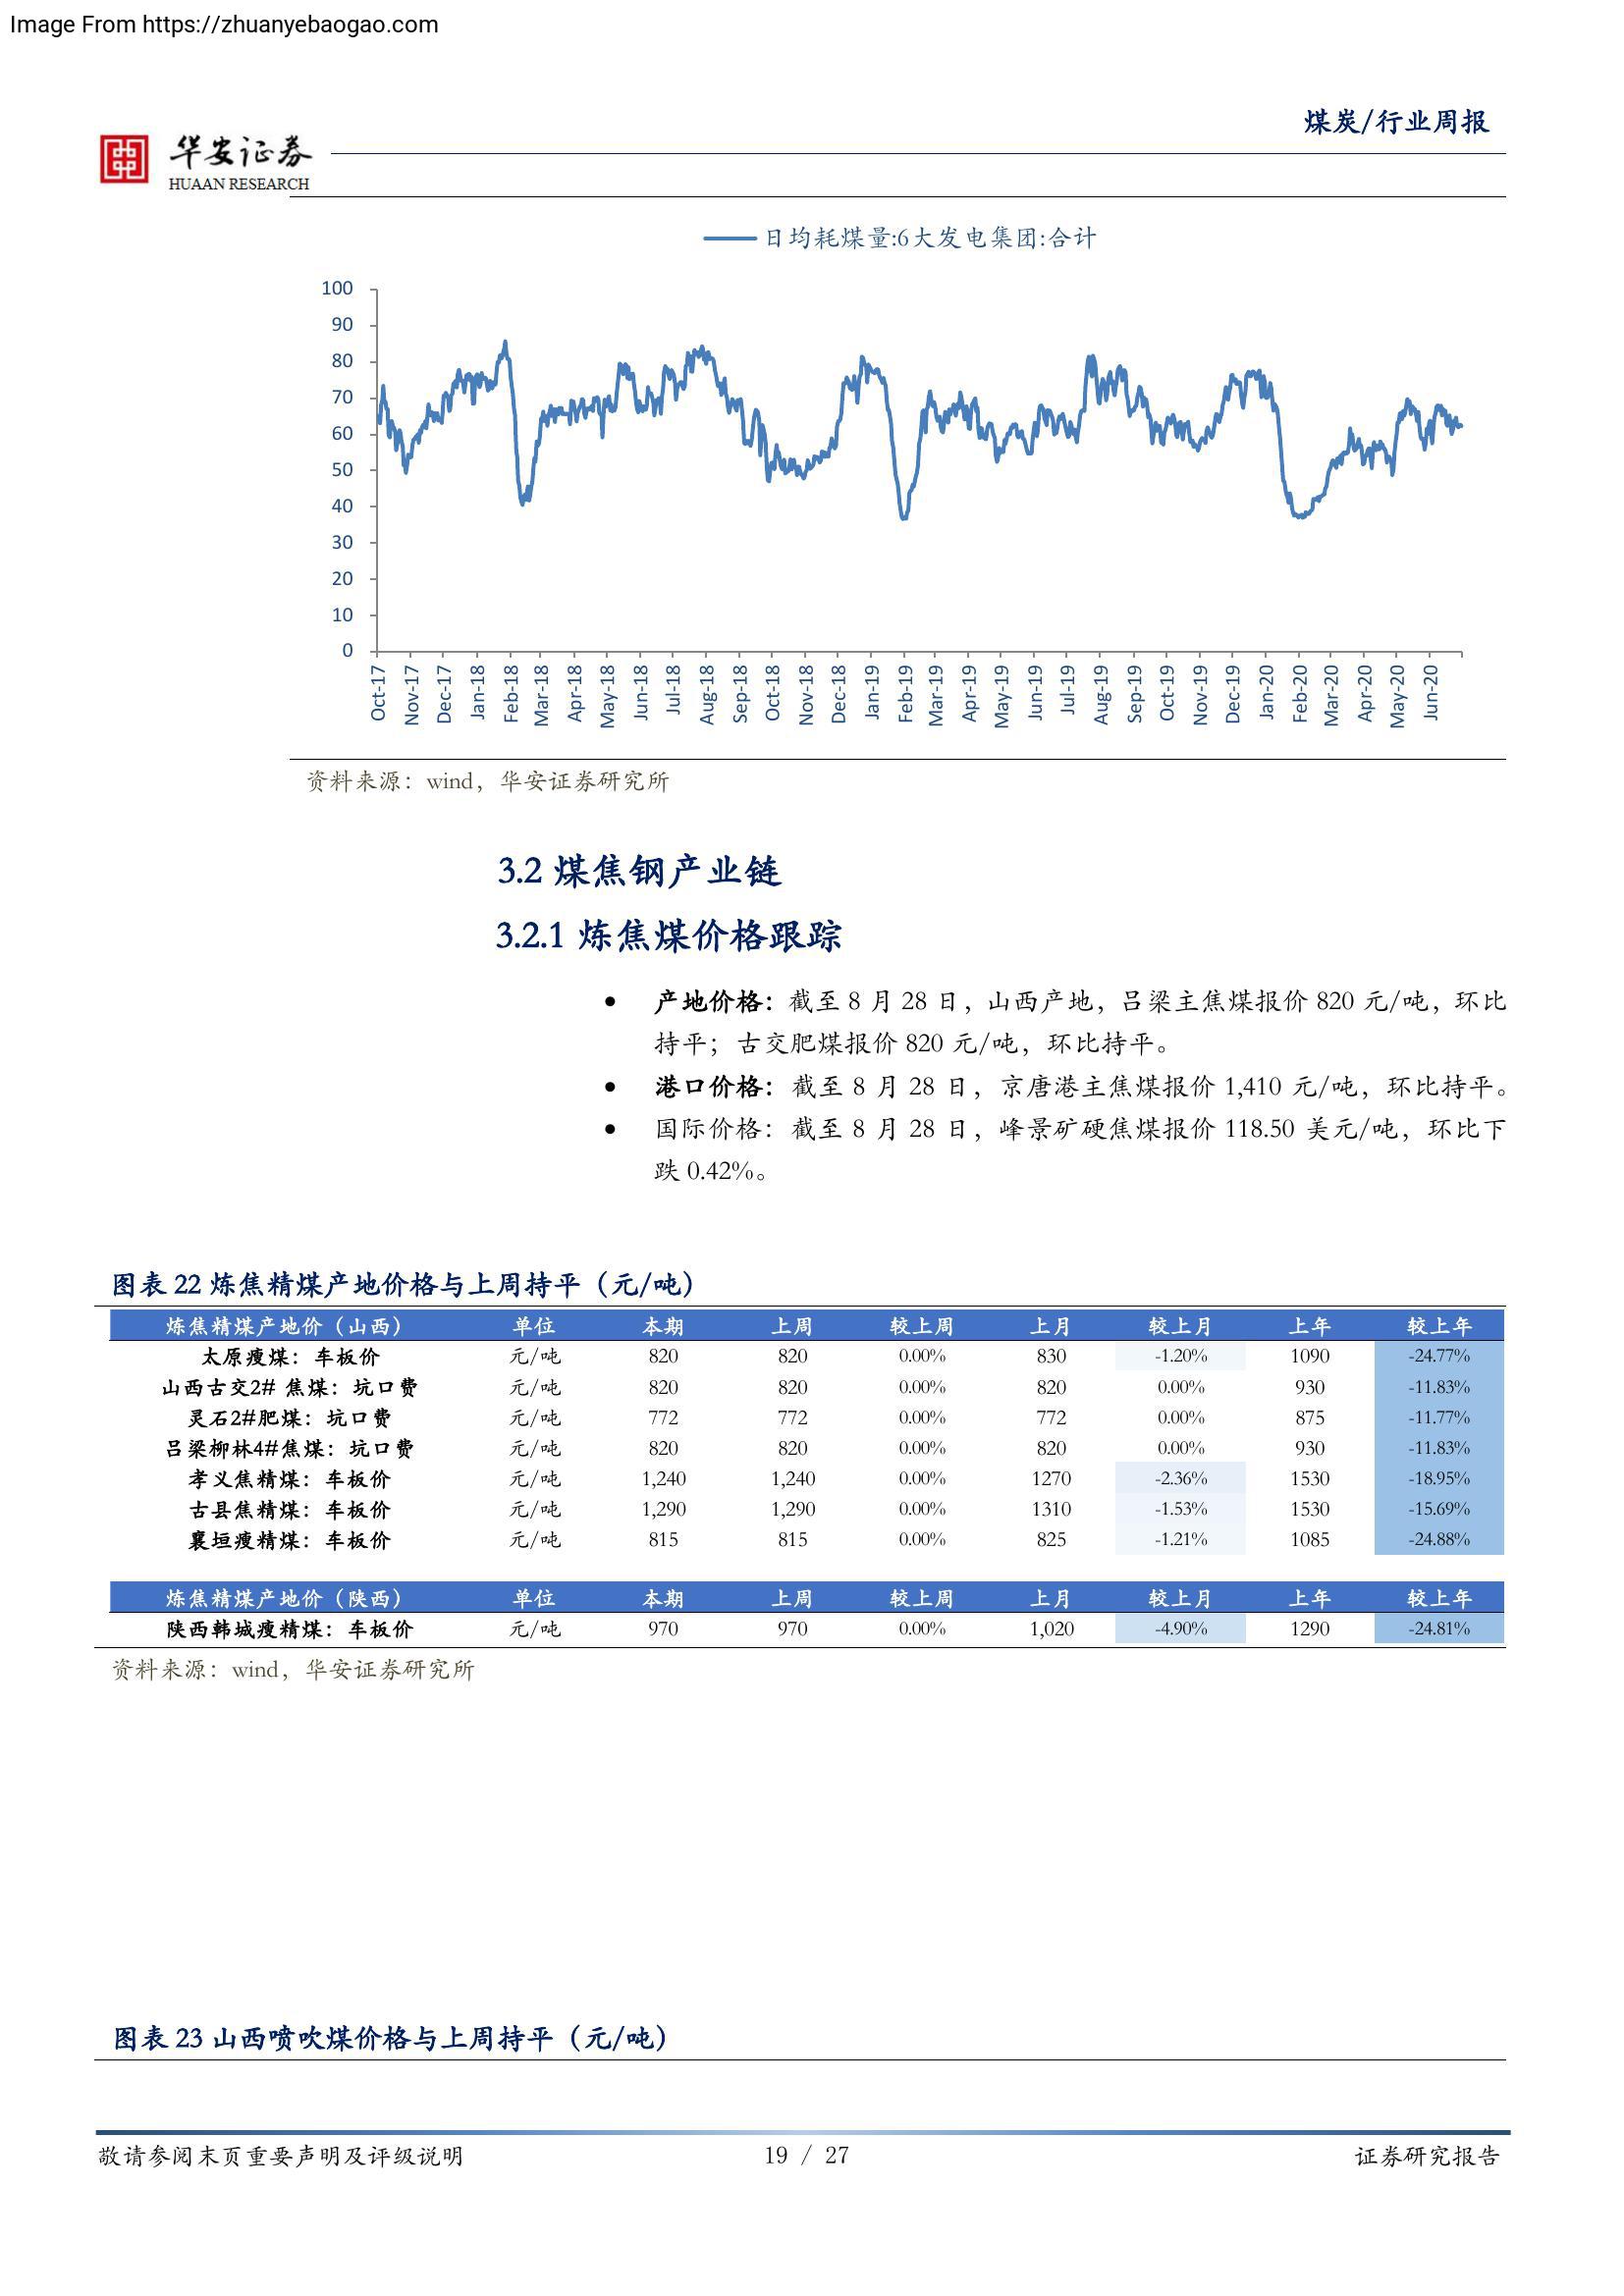 Image From https://zhuanyebaogao.com
煤炭/行业周报
华安证券
HUAAN RESEARCH
日均耗煤量:6大发电集团:合计
100
90
80
70
60
50
40
30
20
10
0
Oct-17 Nov-17 Dec-17 Jan-18 Feb-18 Mar-18 Apr-18 May-18 Jun-18 Jul-18 Aug-18 Sep-18 Oct-18 Nov-18 Dec-18 Jan-19 Feb-19 Mar-19 Apr-19 May-19 Jun-19 Jul-19 Aug-19 Sep-19 Oct-19 Nov-19 Dec-19 Jan-20 Feb-20 Mar-20 Apr-20 May-20 Jun-20
资料来源：wind，华安证券研究所
3.2 煤焦钢产业链
3.2.1 炼焦煤价格跟踪
● 产地价格：截至 8 月 28 日，山西产地，吕梁主焦煤报价 820 元/吨，环比
持平；古交肥煤报价 820 元/吨，环比持平。
● 港口价格：截至 8 月 28 日，京唐港主焦煤报价 1,410 元/吨，环比持平。
● 国际价格：截至 8 月 28 日，峰景矿硬焦煤报价 118.50 美元/吨，环比下
跌 0.42%。
图表 22 炼焦精煤产地价格与上周持平（元/吨）
炼焦精煤产地价（山西） 单位 本期 上周 较上周 上月 较上月 上年 较上年
太原瘦煤：车板价 元/吨 820 820 0.00% 830 -1.20% 1090 -24.77%
山西古交2# 焦煤：坑口费 元/吨 820 820 0.00% 820 0.00% 930 -11.83%
灵石2#肥煤：坑口费 元/吨 772 772 0.00% 772 0.00% 875 -11.77%
吕梁柳林4#焦煤：坑口费 元/吨 820 820 0.00% 820 0.00% 930 -11.83%
孝义焦精煤：车板价 元/吨 1,240 1,240 0.00% 1270 -2.36% 1530 -18.95%
古县焦精煤：车板价 元/吨 1,290 1,290 0.00% 1310 -1.53% 1530 -15.69%
襄垣瘦精煤：车板价 元/吨 815 815 0.00% 825 -1.21% 1085 -24.88%
炼焦精煤产地价（陕西） 单位 本期 上周 较上周 上月 较上月 上年 较上年
陕西韩城瘦精煤：车板价 元/吨 970 970 0.00% 1,020 -4.90% 1290 -24.81%
资料来源：wind，华安证券研究所
图表 23 山西喷吹煤价格与上周持平（元/吨）
敬请参阅末页重要声明及评级说明 19 / 27 证券研究报告